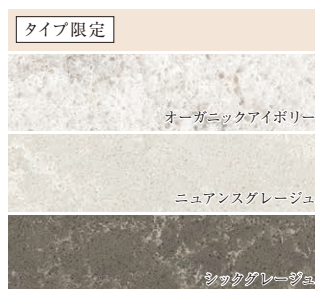 タイプ限定
オーガニックアイボリー
ニュアンスグレージュ
シックグレージュ